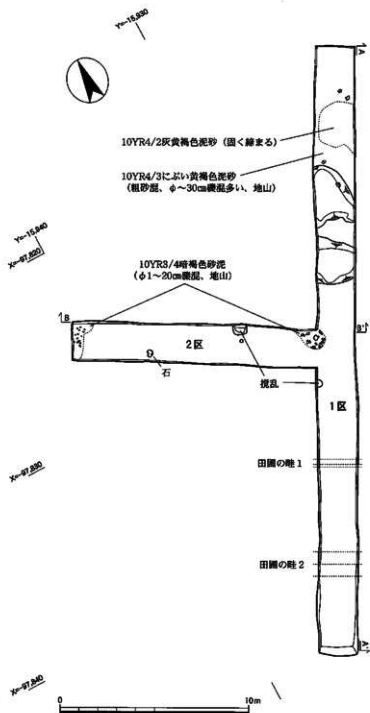 Y=-15,930
A
10YR4/2灰黄褐色泥砂（固く締まる）
10YR4/3にぶい黄褐色泥砂
（粗砂混、φ～30㎝礫混多い、地山）
Y=-15,940
X=-97,820
10YR3/4暗褐色砂泥
（φ1～20㎝礫混、地山）
B
B'
2区
石
撹乱
1区
X=-97,830
田圃の畦1
田圃の畦2
A'
X=-97,840
0
10m